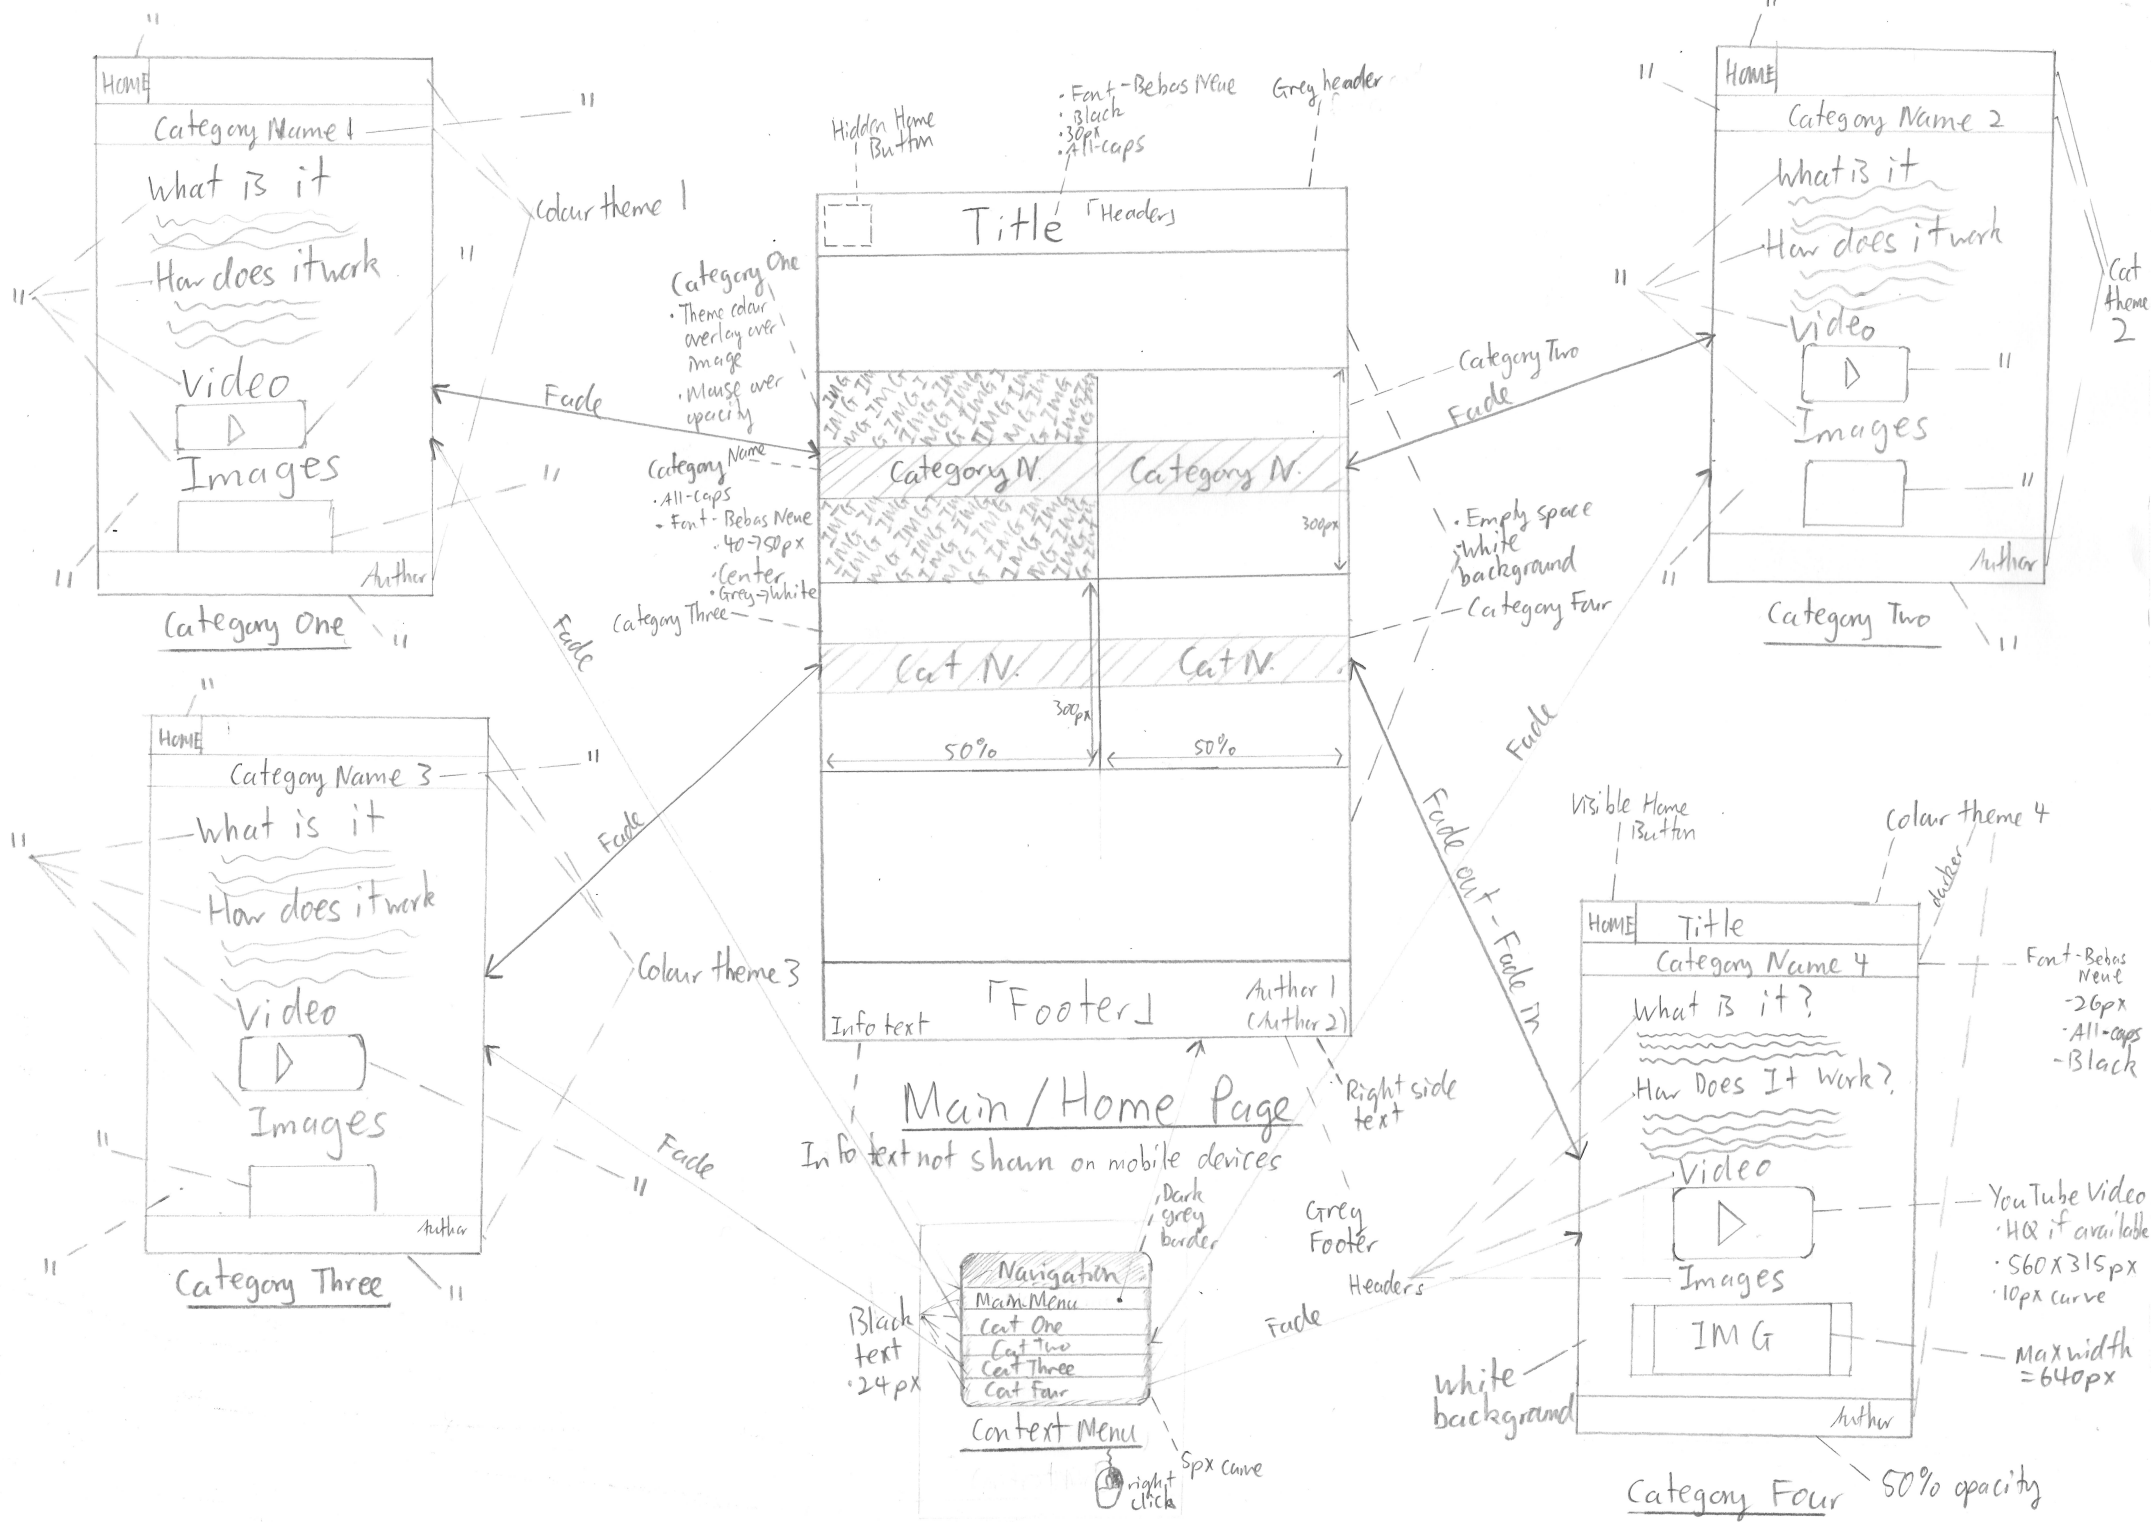 "
HOME
Category Name 1
"
What is it
How does it work
Video
Images
Author
Category One
"
"
"
"
"
Colour theme 1
Fade
Hidden Home
Button
· Font - Bebas Neue
· Black
· 30px
· All-caps
Grey header
Title 「Header」
Category One
· Theme colour
overlay over
image
· Mouse over
opacity
Category Name
· All-caps
· Font - Bebas Neue
· 40->50px
· Center
· Grey->White
Category Three
IMG IMG IMG IMG IMG
Category N.
Category N.
300px
Cat N.
Cat N.
300px
50%
50%
Category Two
Fade
· Empty space
· White
background
Category Four
「Footer」
Info text
Author 1
(Author 2)
Main / Home Page
Info text not shown on mobile devices
Right side
text
Grey
Footer
"
HOME
Category Name 2
"
What is it
How does it work
Video
Images
Author
Category Two
"
"
"
"
"
Cat
theme
2
Fade
Fade
"
HOME
Category Name 3
"
What is it
How does it work
Video
Images
Author
Category Three
"
"
"
"
"
Colour theme 3
Fade
Fade
Fade out - Fade in
Visible Home
Button
Colour theme 4
darker
HOME Title
Category Name 4
What is it?
How Does It Work?
Video
Images
IMG
Author
Category Four
50% opacity
Font - Bebas
Neue
- 26px
· All-caps
- Black
YouTube Video
· HQ if available
· 560x315px
· 10px curve
Max width
= 640px
Headers
White
background
Fade
Dark
grey
border
Navigation
Main Menu
Cat One
Cat Two
Cat Three
Cat Four
Context Menu
Black
text
· 24px
5px curve
right
click